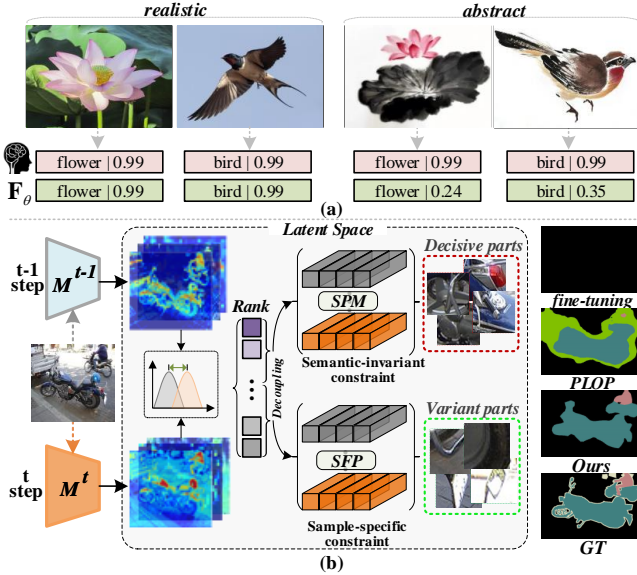 realistic
abstract
flower | 0.99
bird | 0.99
flower | 0.99
bird | 0.99
F_θ
flower | 0.99
bird | 0.99
flower | 0.24
bird | 0.35
(a)
Latent Space
t-1
step
M^{t-1}
Rank
Decoupling
SPM
Semantic-invariant
constraint
Decisive parts
fine-tuning
PLOP
t
step
M^t
SFP
Sample-specific
constraint
Variant parts
Ours
GT
(b)